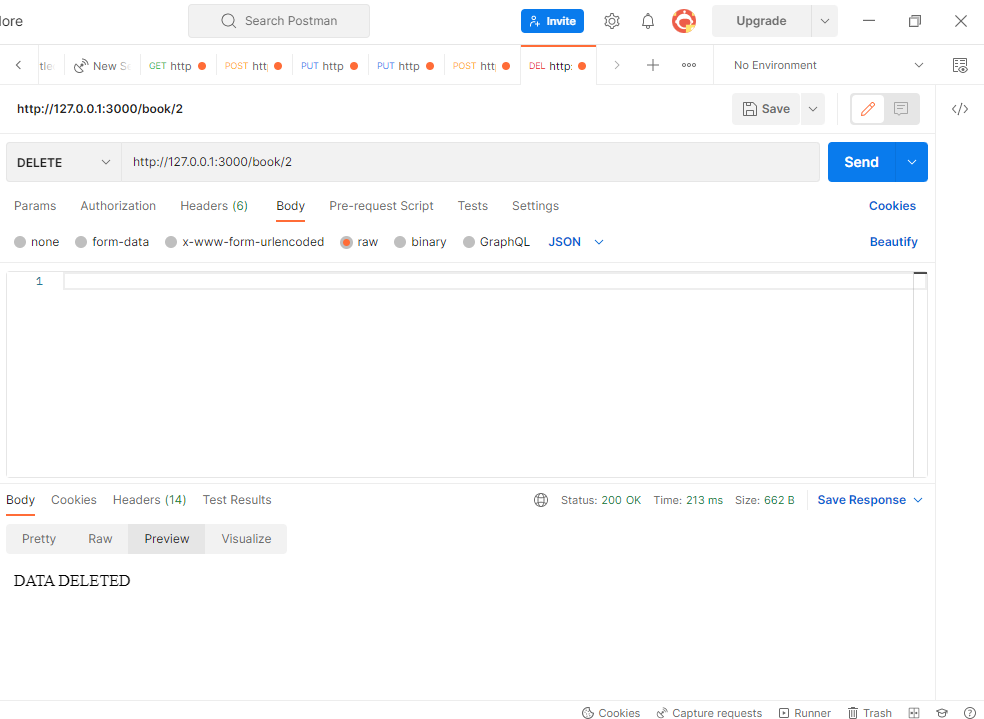 lore
Search Postman
Invite
Upgrade
New Se
GET http
POST htt
PUT http
PUT http
POST htt
DEL http:
No Environment
http://127.0.0.1:3000/book/2
Save
DELETE
http://127.0.0.1:3000/book/2
Send
Params
Authorization
Headers (6)
Body
Pre-request Script
Tests
Settings
Cookies
none
form-data
x-www-form-urlencoded
raw
binary
GraphQL
JSON
Beautify
1
Body
Cookies
Headers (14)
Test Results
Status: 200 OK
Time: 213 ms
Size: 662 B
Save Response
Pretty
Raw
Preview
Visualize
DATA DELETED
Cookies
Capture requests
Runner
Trash